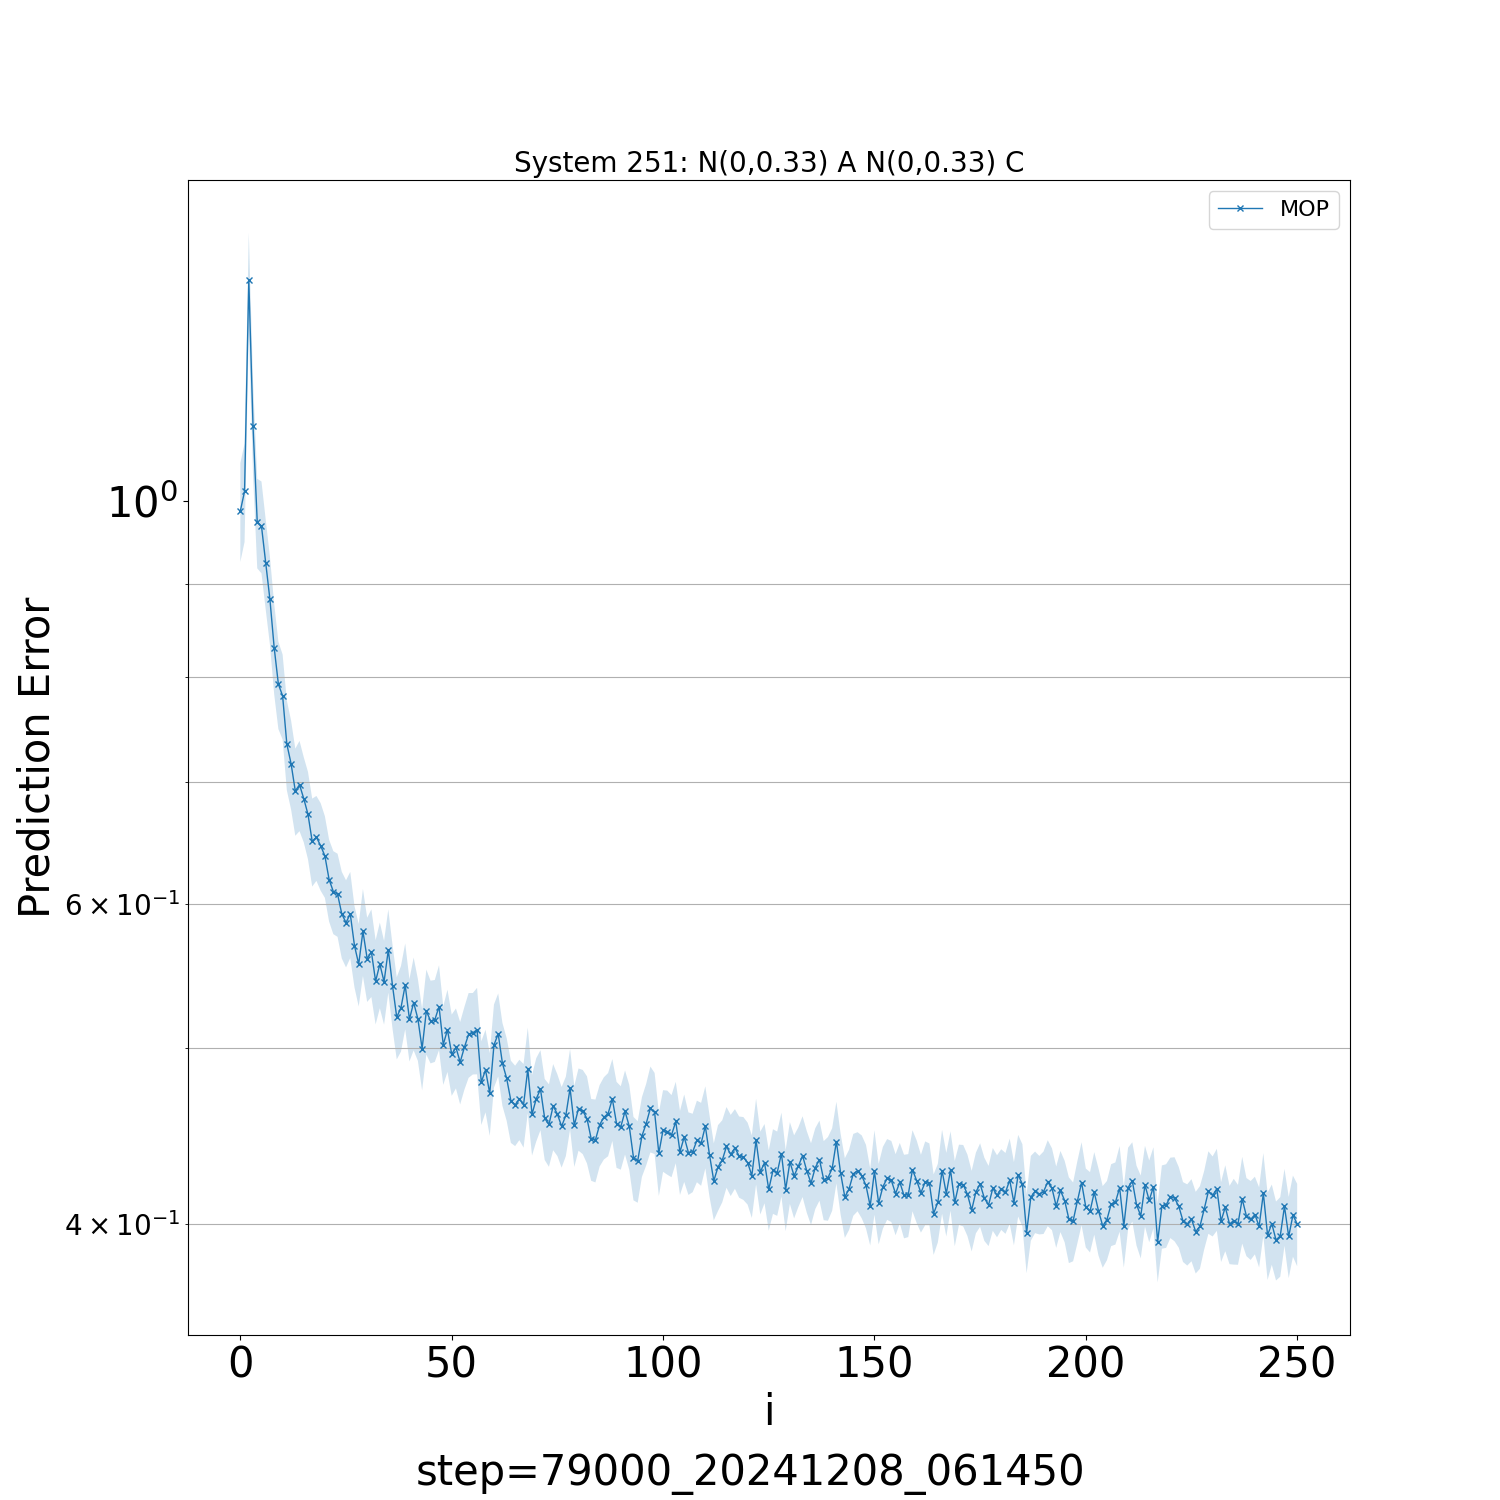 System 251: N(0,0.33) A N(0,0.33) C
MOP
10⁰
6 × 10⁻¹
4 × 10⁻¹
Prediction Error
0 50 100 150 200 250
i
step=79000_20241208_061450